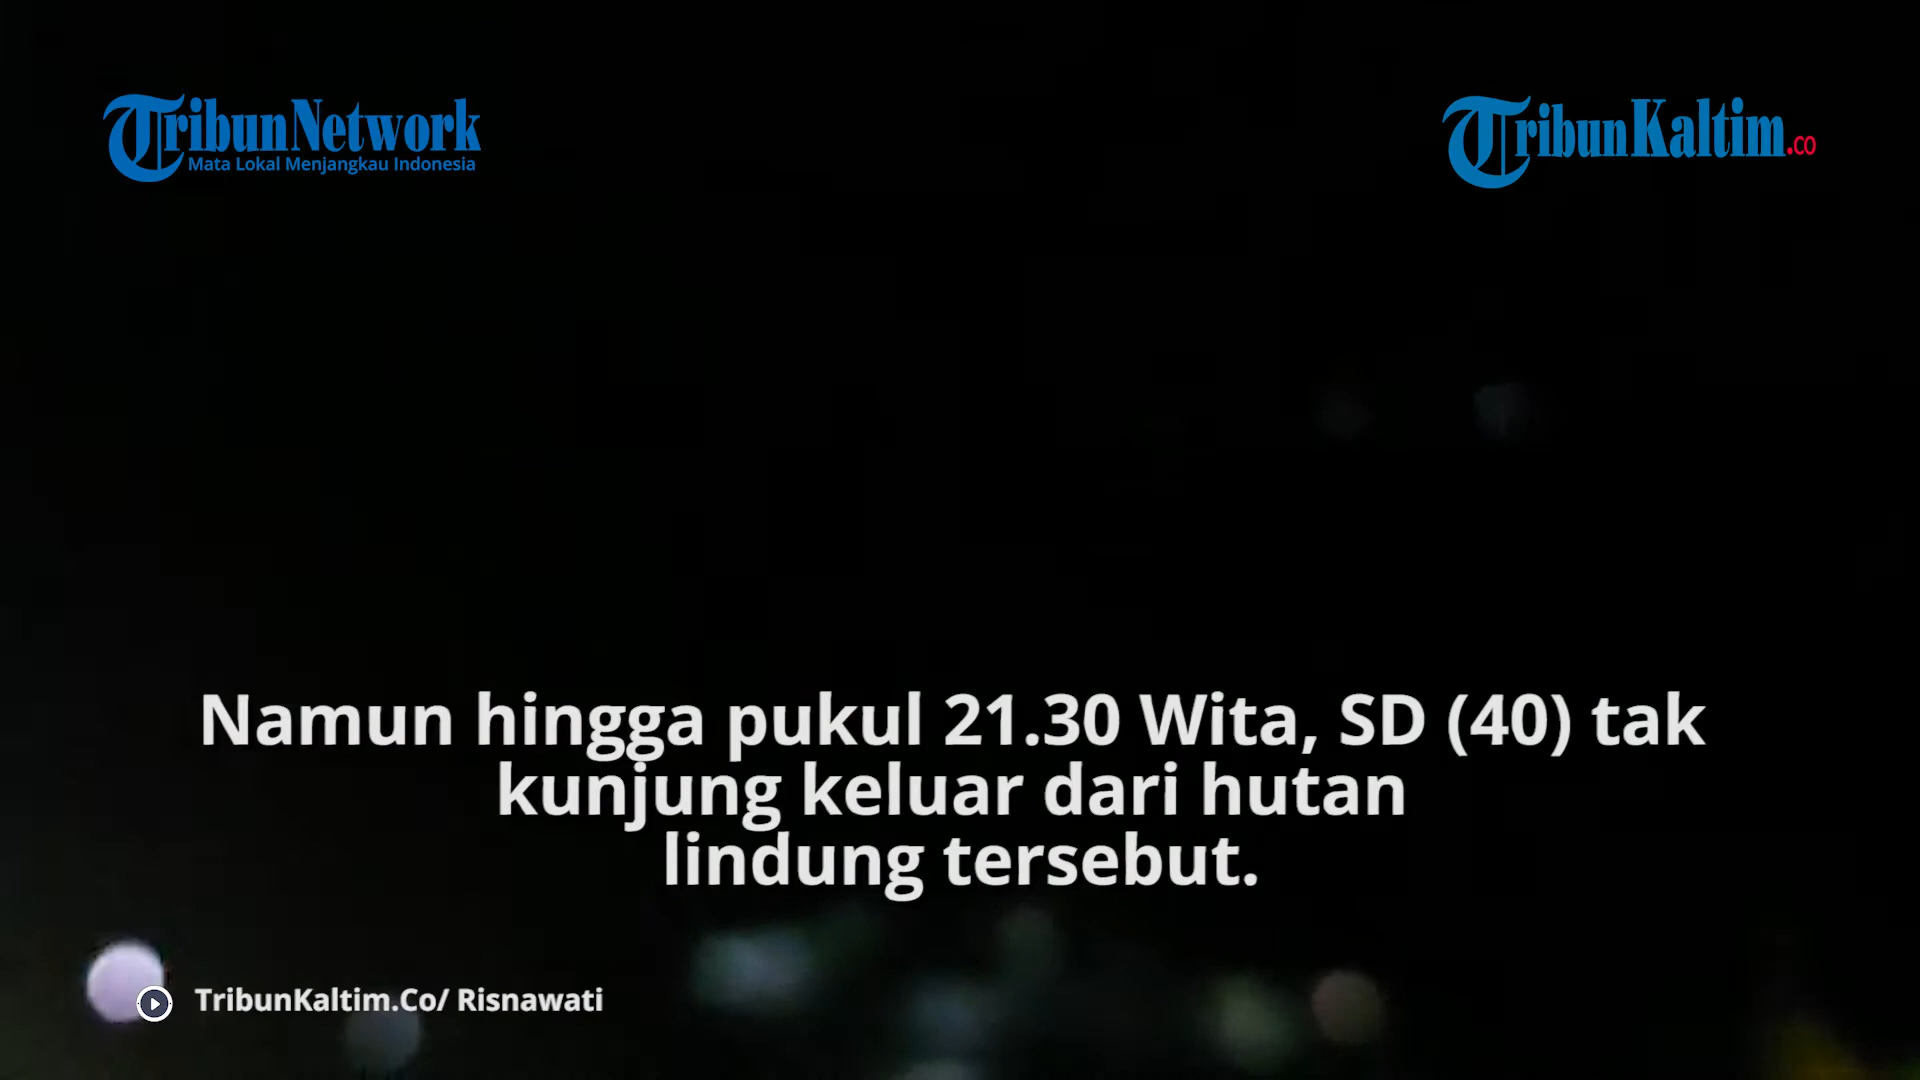 TribunNetwork
Mata Lokal Menjangkau Indonesia
TribunKaltim.co
Namun hingga pukul 21.30 Wita, SD (40) tak
kunjung keluar dari hutan
lindung tersebut.
TribunKaltim.Co/ Risnawati